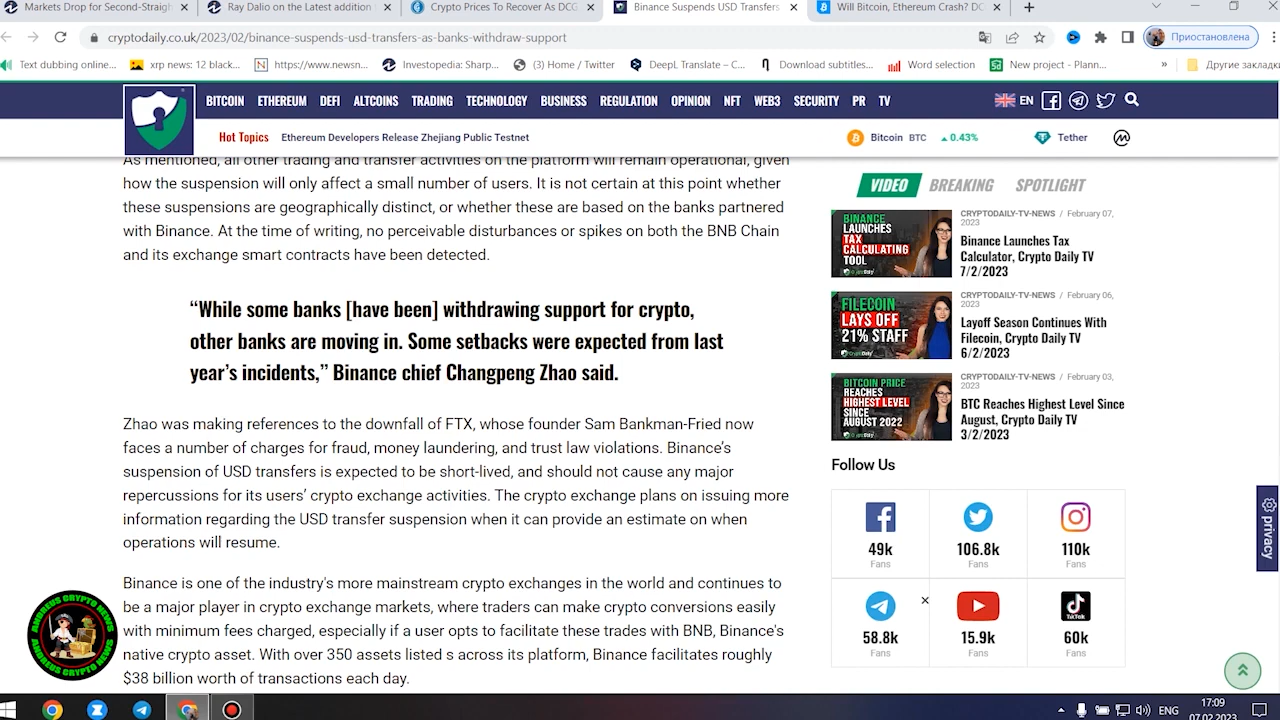 Markets Drop for Second-Straigh
Ray Dalio on the Latest addition
Crypto Prices To Recover As DCG
Binance Suspends USD Transfers
Will Bitcoin, Ethereum Crash? DC
cryptodaily.co.uk/2023/02/binance-suspends-usd-transfers-as-banks-withdraw-support
Приостановлена
Text dubbing online...
xrp news: 12 black...
https://www.newsn...
Investopedia: Sharp...
(3) Home / Twitter
DeepL Translate – C...
Download subtitles...
Word selection
New project - Plann...
»
Другие закладки
BITCOIN ETHEREUM DEFI ALTCOINS TRADING TECHNOLOGY BUSINESS REGULATION OPINION NFT WEB3 SECURITY PR TV
EN
Hot Topics
Ethereum Developers Release Zhejiang Public Testnet
Bitcoin BTC ▲0.43%
Tether
As mentioned, all other trading and transfer activities on the platform will remain operational, given
how the suspension will only affect a small number of users. It is not certain at this point whether
these suspensions are geographically distinct, or whether these are based on the banks partnered
with Binance. At the time of writing, no perceivable disturbances or spikes on both the BNB Chain
and its exchange smart contracts have been detected.
“While some banks [have been] withdrawing support for crypto,
other banks are moving in. Some setbacks were expected from last
year’s incidents,” Binance chief Changpeng Zhao said.
Zhao was making references to the downfall of FTX, whose founder Sam Bankman-Fried now
faces a number of charges for fraud, money laundering, and trust law violations. Binance’s
suspension of USD transfers is expected to be short-lived, and should not cause any major
repercussions for its users’ crypto exchange activities. The crypto exchange plans on issuing more
information regarding the USD transfer suspension when it can provide an estimate on when
operations will resume.
Binance is one of the industry's more mainstream crypto exchanges in the world and continues to
be a major player in crypto exchange markets, where traders can make crypto conversions easily
with minimum fees charged, especially if a user opts to facilitate these trades with BNB, Binance's
native crypto asset. With over 350 assets listed s across its platform, Binance facilitates roughly
$38 billion worth of transactions each day.
VIDEO BREAKING SPOTLIGHT
BINANCE
LAUNCHES
TAX
CALCULATING
TOOL
CRYPTODAILY-TV-NEWS / February 07,
2023
Binance Launches Tax
Calculator, Crypto Daily TV
7/2/2023
FILECOIN
LAYS OFF
21% STAFF
CRYPTODAILY-TV-NEWS / February 06,
2023
Layoff Season Continues With
Filecoin, Crypto Daily TV
6/2/2023
BITCOIN PRICE
REACHES
HIGHEST LEVEL
SINCE
AUGUST 2022
CRYPTODAILY-TV-NEWS / February 03,
2023
BTC Reaches Highest Level Since
August, Crypto Daily TV
3/2/2023
Follow Us
49k
Fans
106.8k
Fans
110k
Fans
58.8k
Fans
15.9k
Fans
TikTok
60k
Fans
privacy
ANDREUS CRYPTO NEWS
ANDREUS CRYPTO NEWS
ENG
17:09
07.02.2023